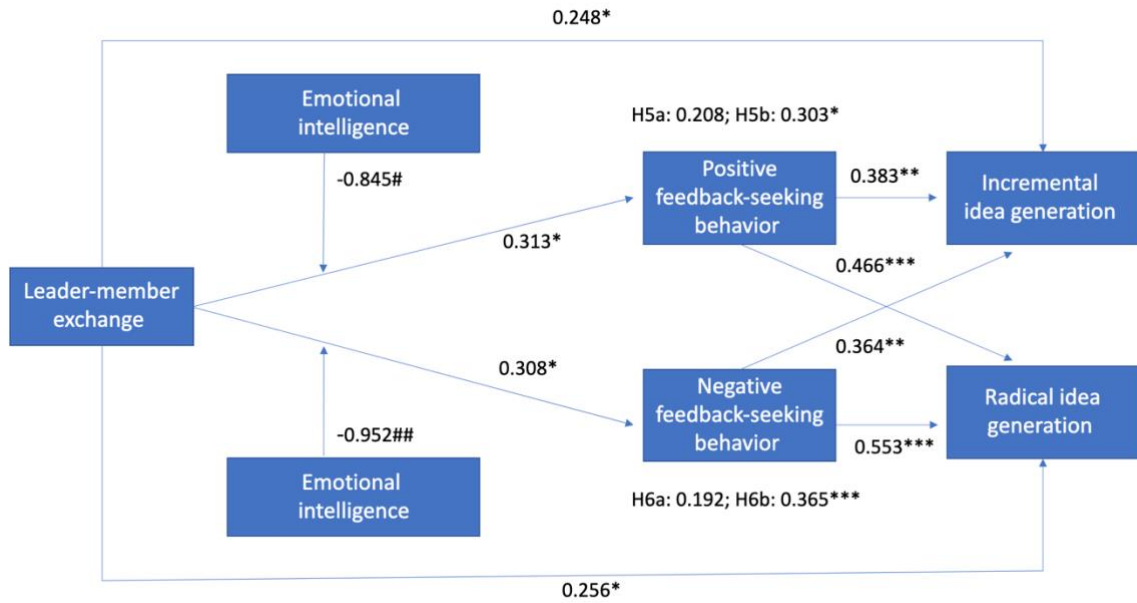 0.248*
Emotional
intelligence
H5a: 0.208; H5b: 0.303*
-0.845#
Positive
feedback-seeking
behavior
0.383**
Incremental
idea generation
0.313*
0.466***
Leader-member
exchange
0.308*
0.364**
Negative
feedback-seeking
behavior
Radical idea
generation
-0.952##
0.553***
Emotional
intelligence
H6a: 0.192; H6b: 0.365***
0.256*